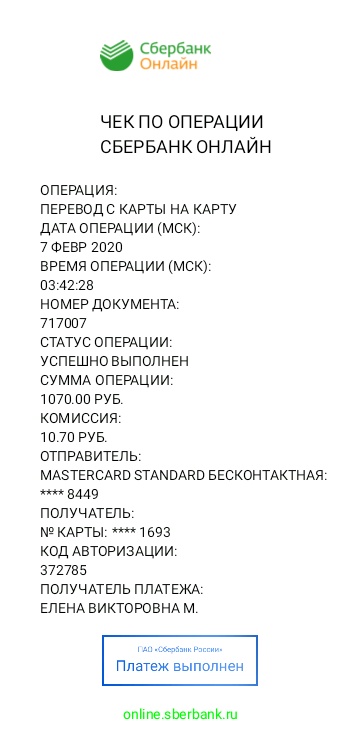 Сбербанк
Онлайн
ЧЕК ПО ОПЕРАЦИИ
СБЕРБАНК ОНЛАЙН
ОПЕРАЦИЯ:
ПЕРЕВОД С КАРТЫ НА КАРТУ
ДАТА ОПЕРАЦИИ (МСК):
7 ФЕВР 2020
ВРЕМЯ ОПЕРАЦИИ (МСК):
03:42:28
НОМЕР ДОКУМЕНТА:
717007
СТАТУС ОПЕРАЦИИ:
УСПЕШНО ВЫПОЛНЕН
СУММА ОПЕРАЦИИ:
1070.00 РУБ.
КОМИССИЯ:
10.70 РУБ.
ОТПРАВИТЕЛЬ:
MASTERCARD STANDARD БЕСКОНТАКТНАЯ:
**** 8449
ПОЛУЧАТЕЛЬ:
№ КАРТЫ: **** 1693
КОД АВТОРИЗАЦИИ:
372785
ПОЛУЧАТЕЛЬ ПЛАТЕЖА:
ЕЛЕНА ВИКТОРОВНА М.
ПАО «Сбербанк России»
Платеж выполнен
online.sberbank.ru